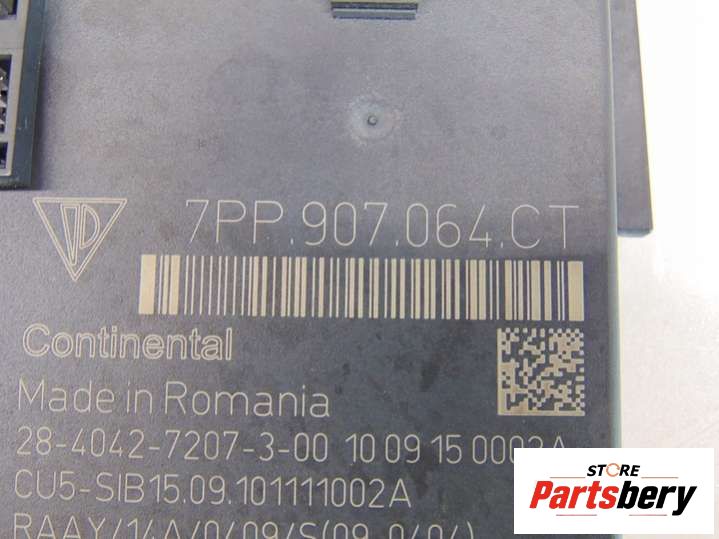 7PP.907.064.CT
Continental
Made in Romania
28-4042-7207-3-00 10 09 15
CU5-SIB15.09.101111002A
STORE
Partsbery